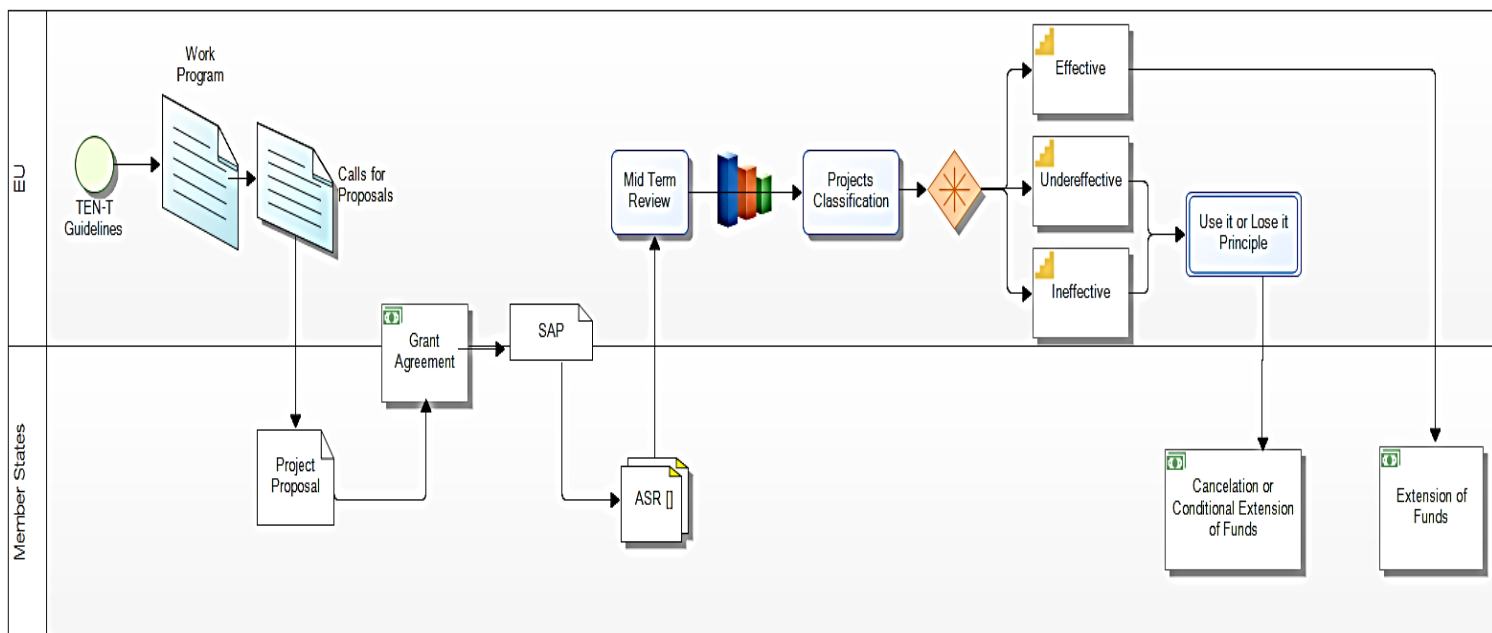 EU
Work
Program
TEN-T
Guidelines
Calls for
Proposals
Mid Term
Review
Projects
Classification
Effective
Undereffective
Ineffective
Use it or Lose it
Principle
Grant
Agreement
SAP
Member States
Project
Proposal
ASR []
Cancelation or
Conditional Extension
of Funds
Extension of
Funds